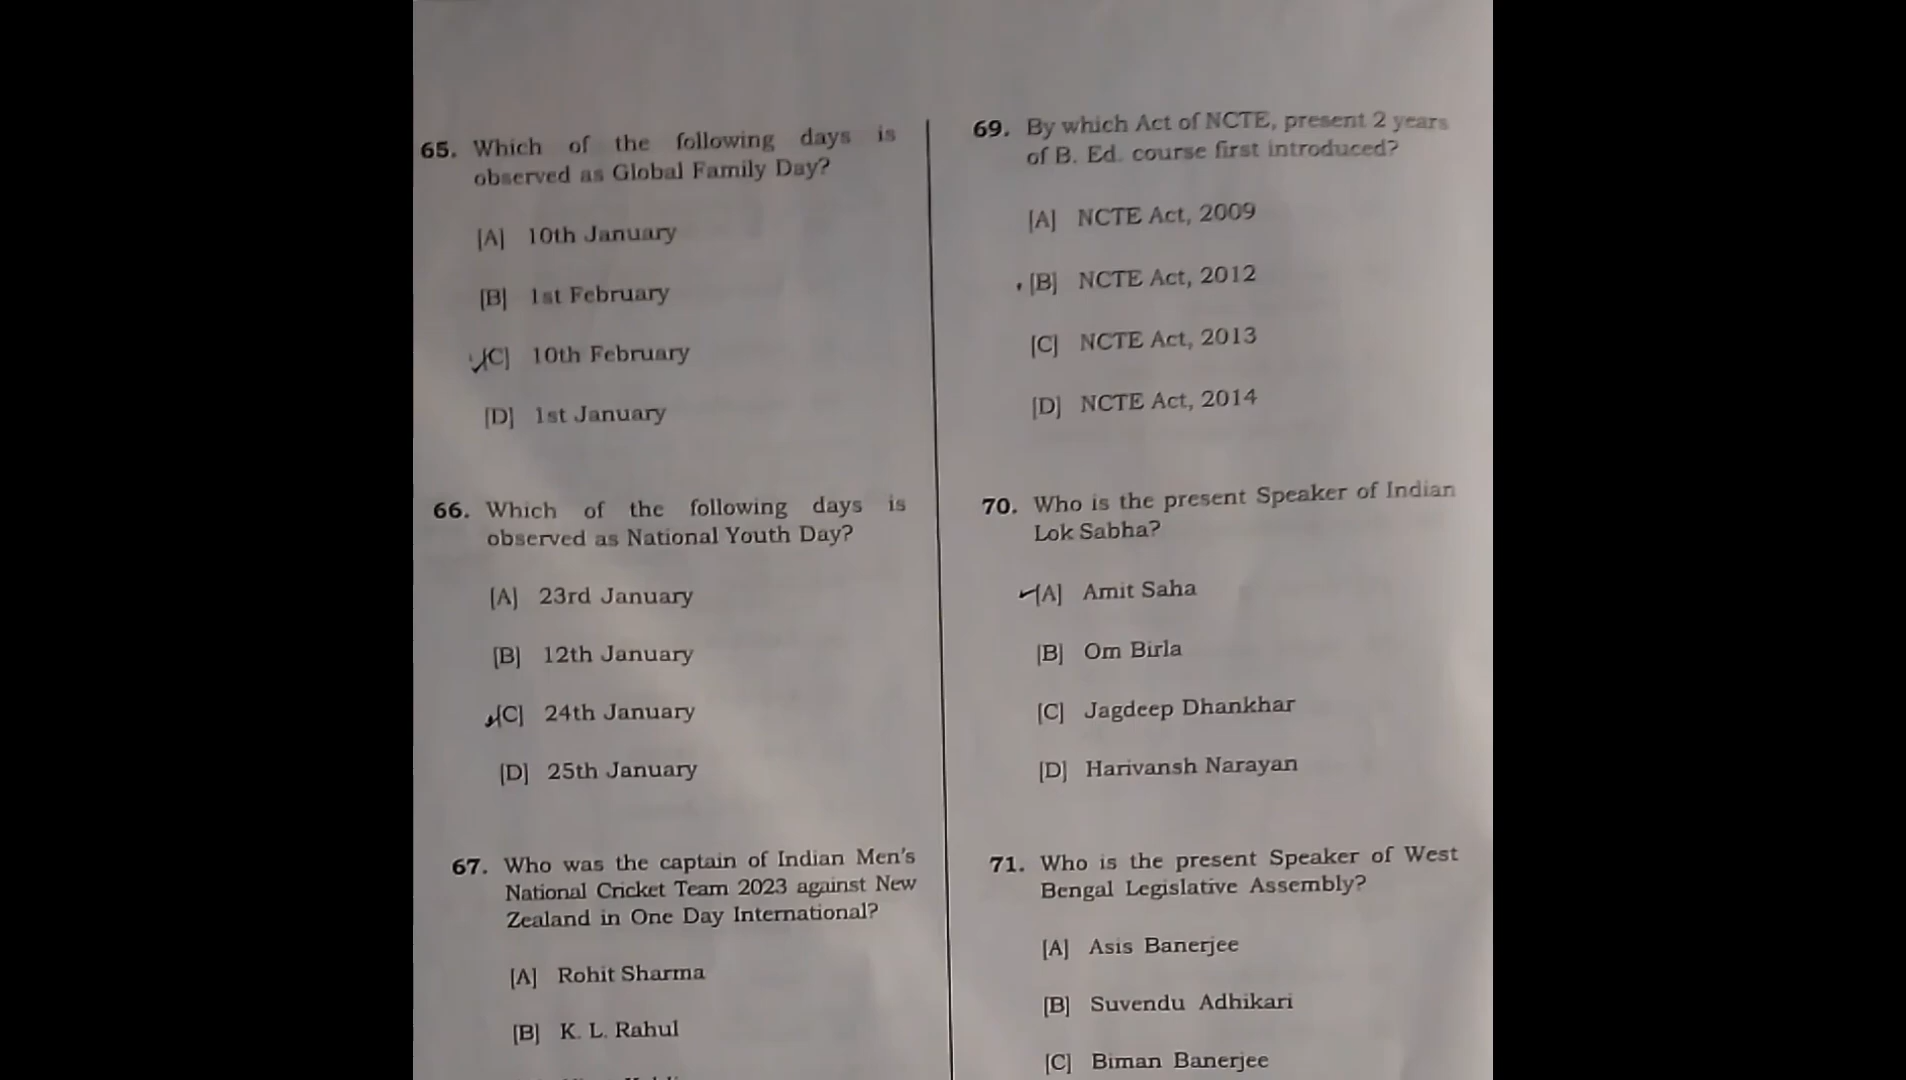 65. Which of the following days is
observed as Global Family Day?
[A] 10th January
[B] 1st February
[C] 10th February
[D] 1st January
66. Which of the following days is
observed as National Youth Day?
[A] 23rd January
[B] 12th January
[C] 24th January
[D] 25th January
67. Who was the captain of Indian Men's
National Cricket Team 2023 against New
Zealand in One Day International?
[A] Rohit Sharma
[B] K. L. Rahul
69. By which Act of NCTE, present 2 years
of B. Ed. course first introduced?
[A] NCTE Act, 2009
[B] NCTE Act, 2012
[C] NCTE Act, 2013
[D] NCTE Act, 2014
70. Who is the present Speaker of Indian
Lok Sabha?
[A] Amit Saha
[B] Om Birla
[C] Jagdeep Dhankhar
[D] Harivansh Narayan
71. Who is the present Speaker of West
Bengal Legislative Assembly?
[A] Asis Banerjee
[B] Suvendu Adhikari
[C] Biman Banerjee